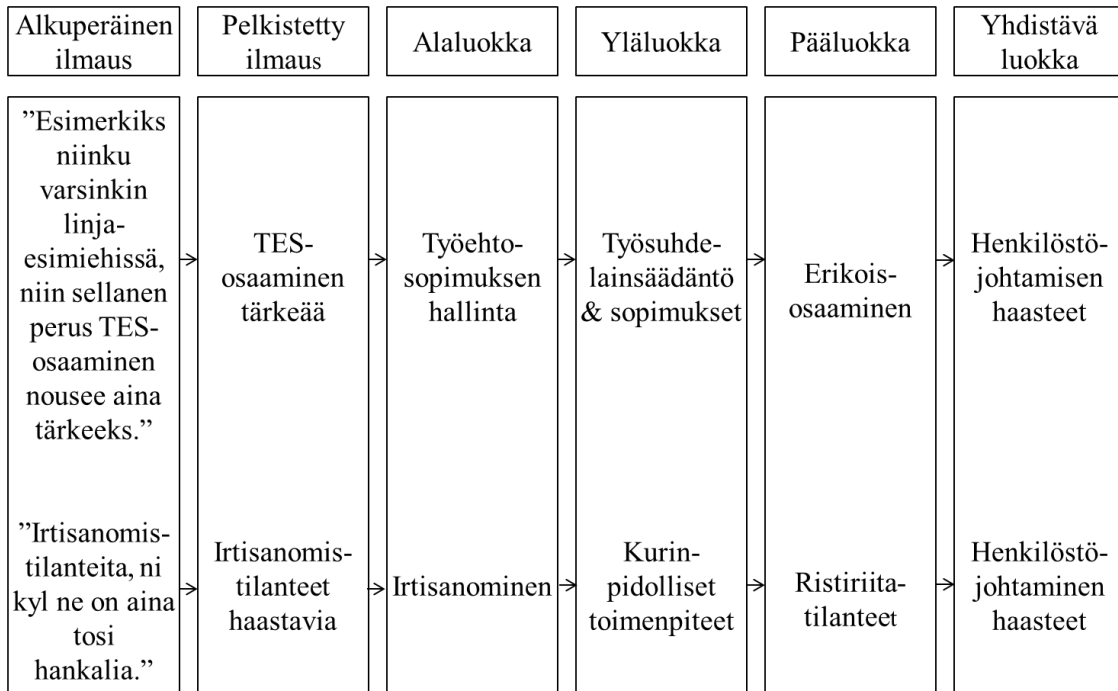 Alkuperäinen
ilmaus
Pelkistetty
ilmaus
Alaluokka
Yläluokka
Pääluokka
Yhdistävä
luokka
”Esimerkiks
niinku
varsinkin
linja-
esimiehissä,
niin sellanen
perus TES-
osaaminen
nousee aina
tärkeeks.”
TES-
osaaminen
tärkeää
Työehto-
sopimuksen
hallinta
Työsuhde-
lainsäädäntö
& sopimukset
Erikois-
osaaminen
Henkilöstö-
johtamisen
haasteet
”Irtisanomis-
tilanteita, ni
kyl ne on aina
tosi
hankalia.”
Irtisanomis-
tilanteet
haastavia
Irtisanominen
Kurin-
pidolliset
toimenpiteet
Ristiriita-
tilanteet
Henkilöstö-
johtaminen
haasteet